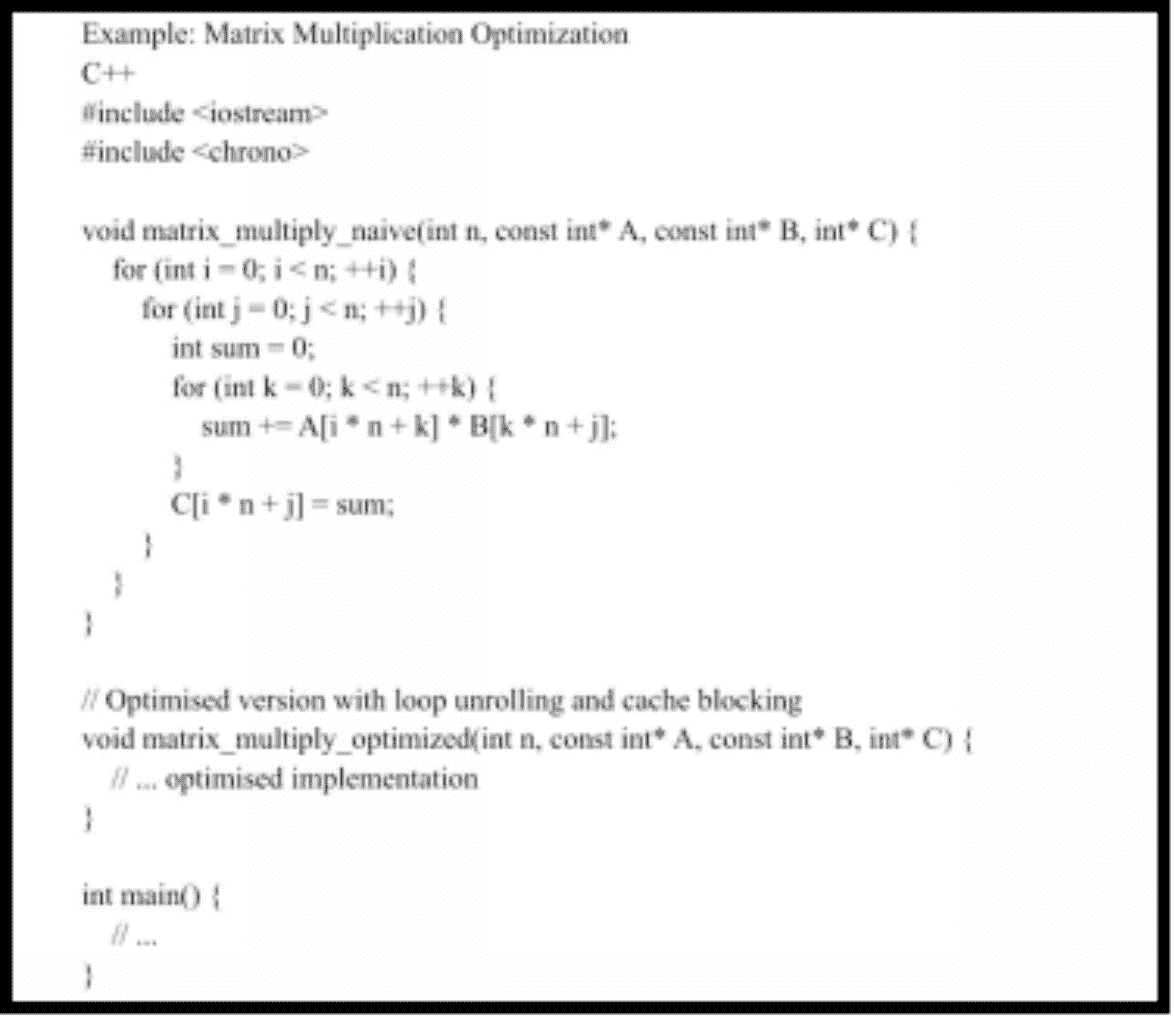 Example: Matrix Multiplication Optimization
C++
#include <iostream>
#include <chrono>
void matrix_multiply_naive(int n, const int* A, const int* B, int* C) {
for (int i = 0; i < n; ++i) {
for (int j = 0; j < n; ++j) {
int sum = 0;
for (int k = 0; k < n; ++k) {
sum += A[i * n + k] * B[k * n + j];
}
C[i * n + j] = sum;
}
}
}
// Optimised version with loop unrolling and cache blocking
void matrix_multiply_optimized(int n, const int* A, const int* B, int* C) {
// ... optimised implementation
}
int main() {
// ...
}